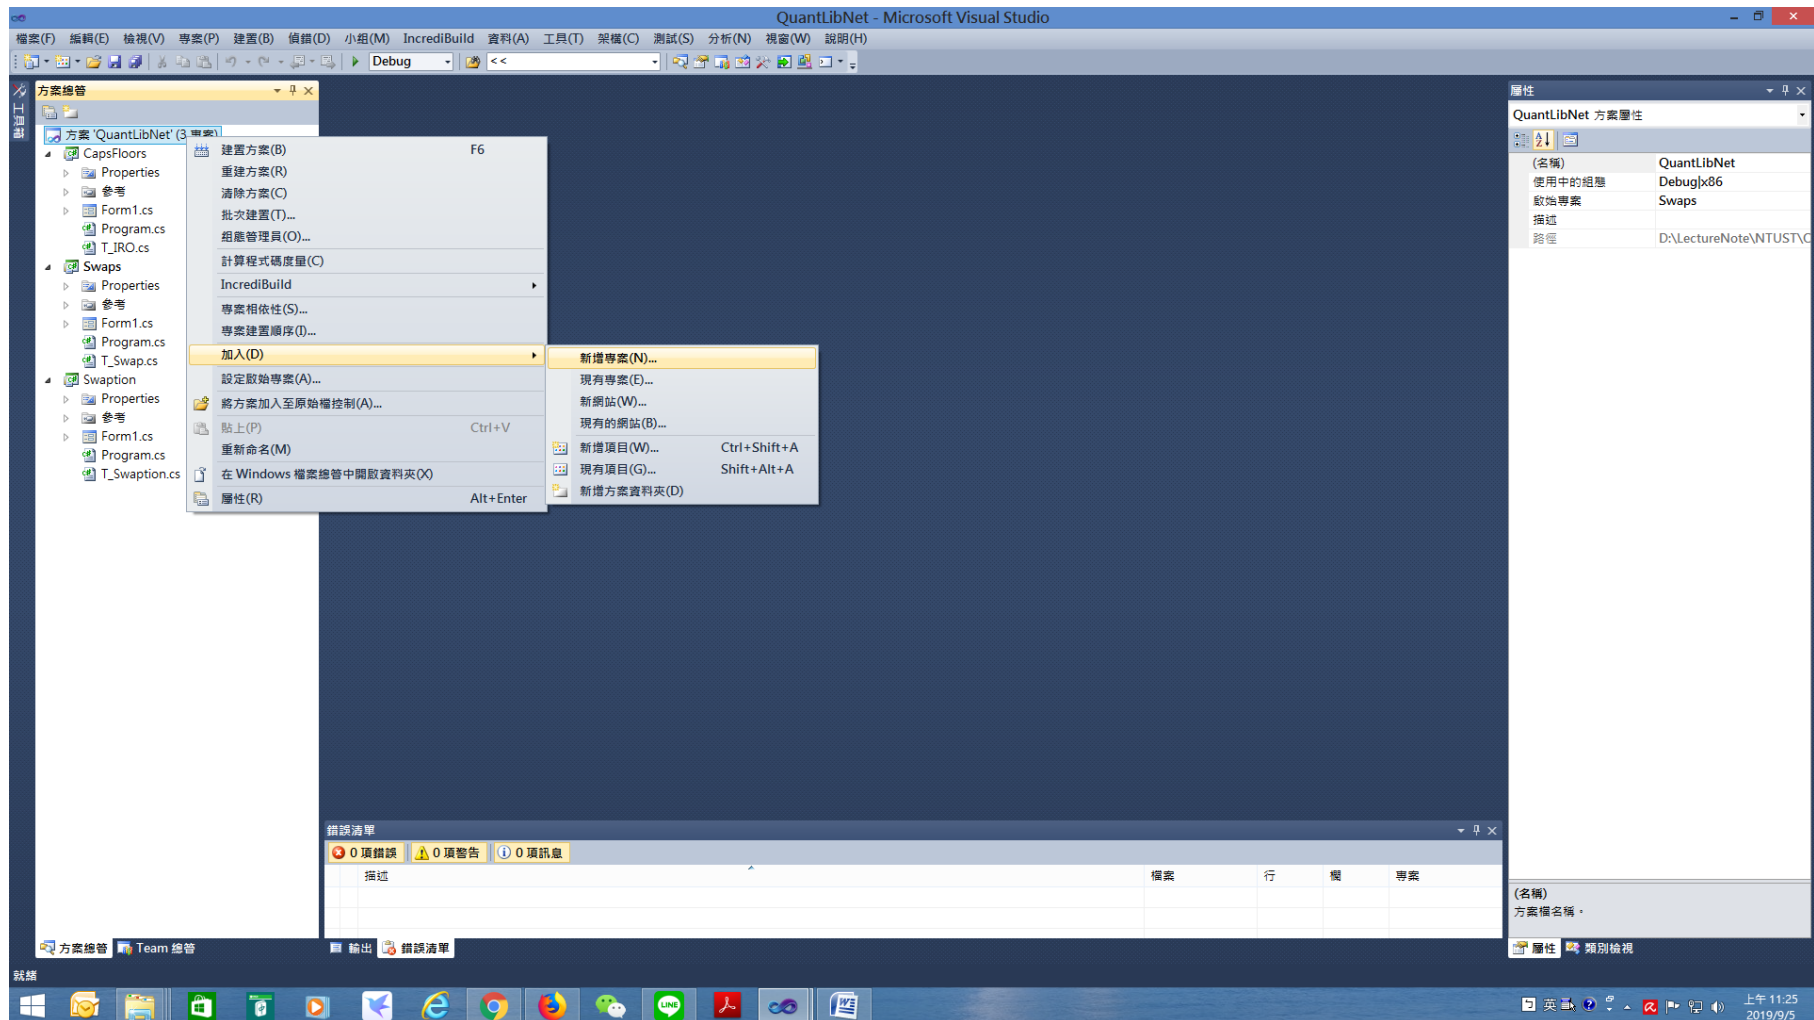 QuantLibNet - Microsoft Visual Studio
檔案(F) 編輯(E) 檢視(V) 專案(P) 建置(B) 偵錯(D) 小組(M) IncrediBuild 資料(A) 工具(T) 架構(C) 測試(S) 分析(N) 視窗(W) 說明(H)
Debug <<
工具箱
方案總管
方案 'QuantLibNet' (3 專案)
CapsFloors
Properties
參考
Form1.cs
Program.cs
T_IRO.cs
Swaps
Properties
參考
Form1.cs
Program.cs
T_Swap.cs
Swaption
Properties
參考
Form1.cs
Program.cs
T_Swaption.cs
建置方案(B) F6
重建方案(R)
清除方案(C)
批次建置(T)...
組態管理員(O)...
計算程式碼度量(C)
IncrediBuild
專案相依性(S)...
專案建置順序(I)...
加入(D)
設定啟始專案(A)...
將方案加入至原始檔控制(A)...
貼上(P) Ctrl+V
重新命名(M)
在 Windows 檔案總管中開啟資料夾(X)
屬性(R) Alt+Enter
新增專案(N)...
現有專案(E)...
新網站(W)...
現有的網站(B)...
新增項目(W)... Ctrl+Shift+A
現有項目(G)... Shift+Alt+A
新增方案資料夾(D)
屬性
QuantLibNet 方案屬性
(名稱) QuantLibNet
使用中的組態 Debug|x86
啟始專案 Swaps
描述
路徑 D:\LectureNote\NTUST\C
錯誤清單
0 項錯誤 0 項警告 0 項訊息
描述 檔案 行 欄 專案
(名稱)
方案檔名稱。
方案總管 Team 總管
輸出 錯誤清單
屬性 類別檢視
就緒
LINE
英
上午 11:25
2019/9/5